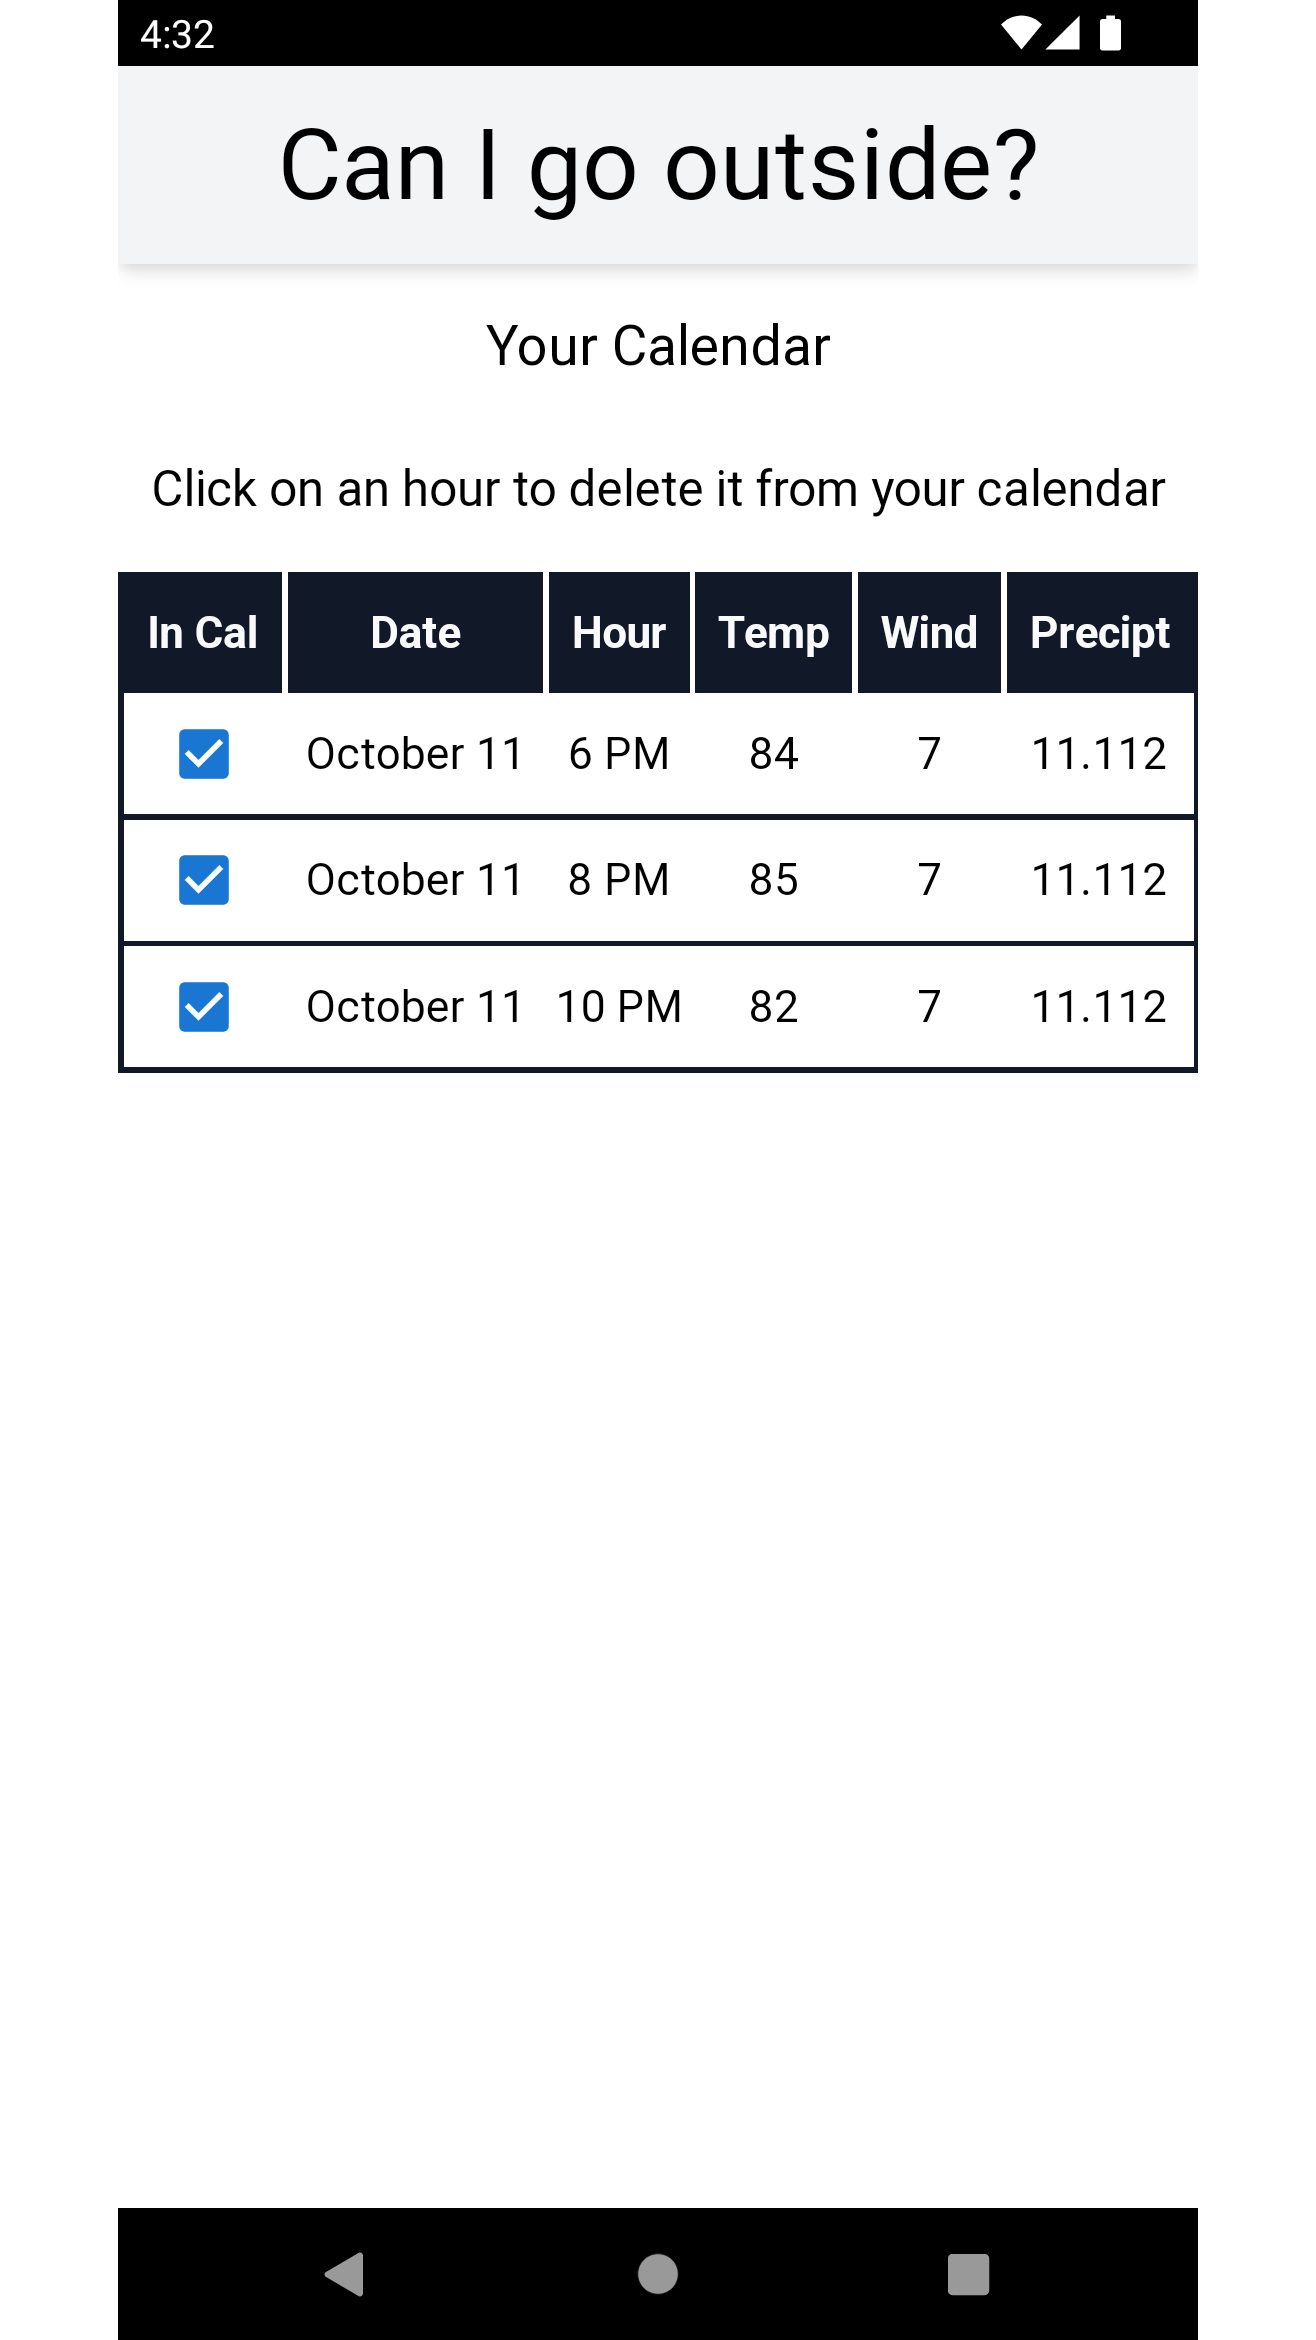 4:32
Can I go outside?
Your Calendar
Click on an hour to delete it from your calendar
In Cal Date Hour Temp Wind Precipt
October 11 6 PM 84 7 11.112
October 11 8 PM 85 7 11.112
October 11 10 PM 82 7 11.112